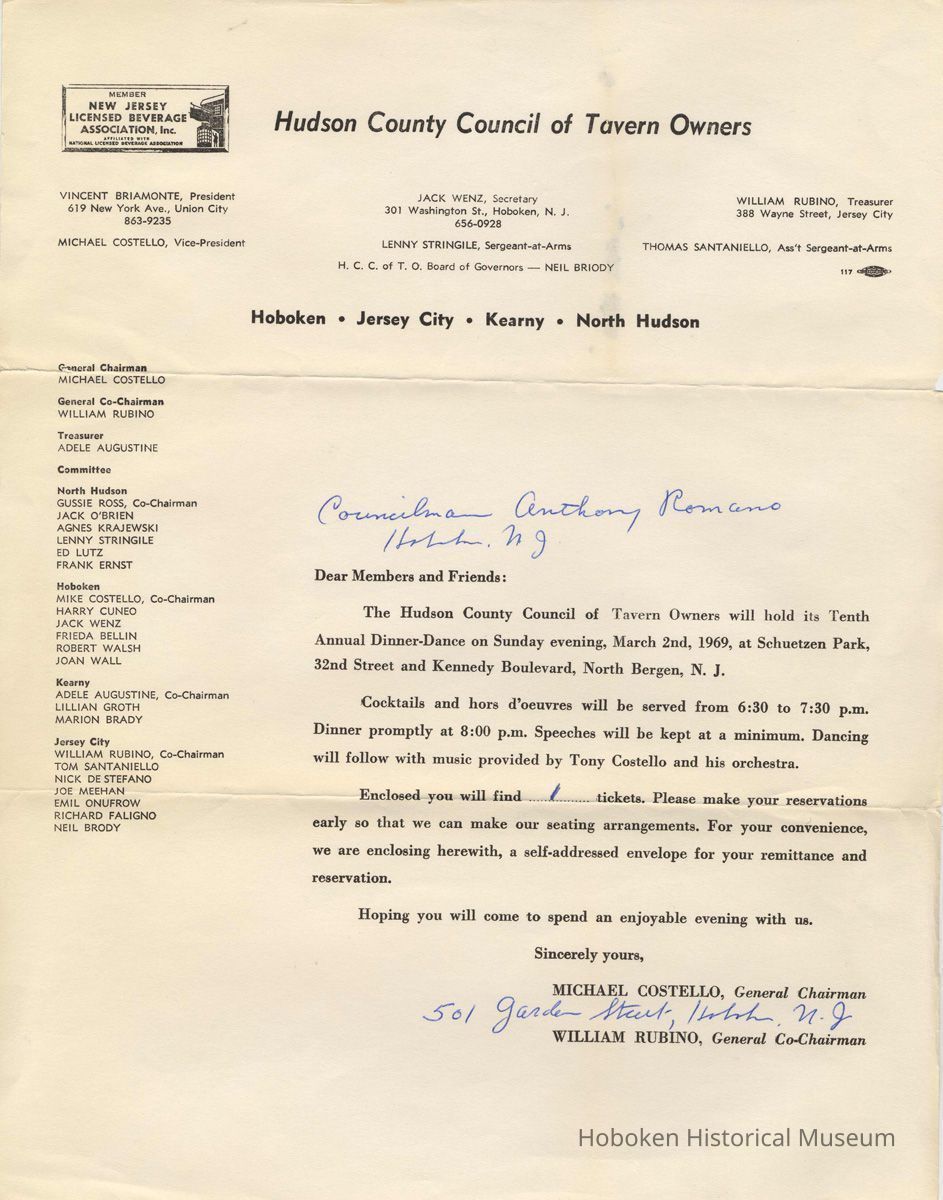 MEMBER
NEW JERSEY
LICENSED BEVERAGE
ASSOCIATION, Inc.
AFFILIATED WITH
NATIONAL LICENSED BEVERAGE ASSOCIATION
Hudson County Council of Tavern Owners
VINCENT BRIAMONTE, President
619 New York Ave., Union City
863-9235
MICHAEL COSTELLO, Vice-President
JACK WENZ, Secretary
301 Washington St., Hoboken, N. J.
656-0928
LENNY STRINGILE, Sergeant-at-Arms
WILLIAM RUBINO, Treasurer
388 Wayne Street, Jersey City
THOMAS SANTANIELLO, Ass't Sergeant-at-Arms
H. C. C. of T. O. Board of Governors — NEIL BRIODY
117
Hoboken • Jersey City • Kearny • North Hudson
General Chairman
MICHAEL COSTELLO
General Co-Chairman
WILLIAM RUBINO
Treasurer
ADELE AUGUSTINE
Committee
North Hudson
GUSSIE ROSS, Co-Chairman
JACK O'BRIEN
AGNES KRAJEWSKI
LENNY STRINGILE
ED LUTZ
FRANK ERNST
Hoboken
MIKE COSTELLO, Co-Chairman
HARRY CUNEO
JACK WENZ
FRIEDA BELLIN
ROBERT WALSH
JOAN WALL
Kearny
ADELE AUGUSTINE, Co-Chairman
LILLIAN GROTH
MARION BRADY
Jersey City
WILLIAM RUBINO, Co-Chairman
TOM SANTANIELLO
NICK DE STEFANO
JOE MEEHAN
EMIL ONUFROW
RICHARD FALIGNO
NEIL BRODY
Councilman Anthony Romano
Hoboken, N J
Dear Members and Friends:
The Hudson County Council of Tavern Owners will hold its Tenth
Annual Dinner-Dance on Sunday evening, March 2nd, 1969, at Schuetzen Park,
32nd Street and Kennedy Boulevard, North Bergen, N. J.
Cocktails and hors d'oeuvres will be served from 6:30 to 7:30 p.m.
Dinner promptly at 8:00 p.m. Speeches will be kept at a minimum. Dancing
will follow with music provided by Tony Costello and his orchestra.
Enclosed you will find ......1......... tickets. Please make your reservations
early so that we can make our seating arrangements. For your convenience,
we are enclosing herewith, a self-addressed envelope for your remittance and
reservation.
Hoping you will come to spend an enjoyable evening with us.
Sincerely yours,
MICHAEL COSTELLO, General Chairman
501 Garden Street, Hoboken, N. J
WILLIAM RUBINO, General Co-Chairman
Hoboken Historical Museum